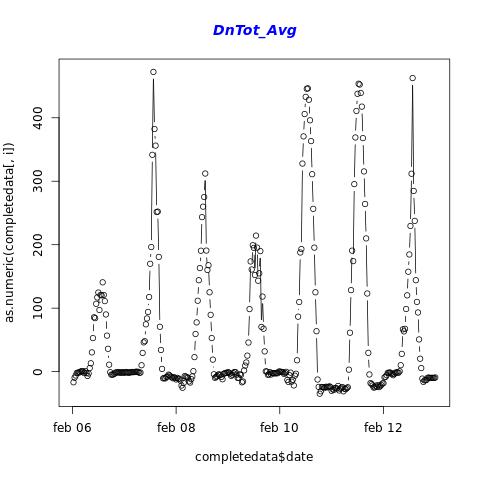 DnTot_Avg
as.numeric(completedata[, i])
400
300
200
100
0
feb 06
feb 08
feb 10
feb 12
completedata$date